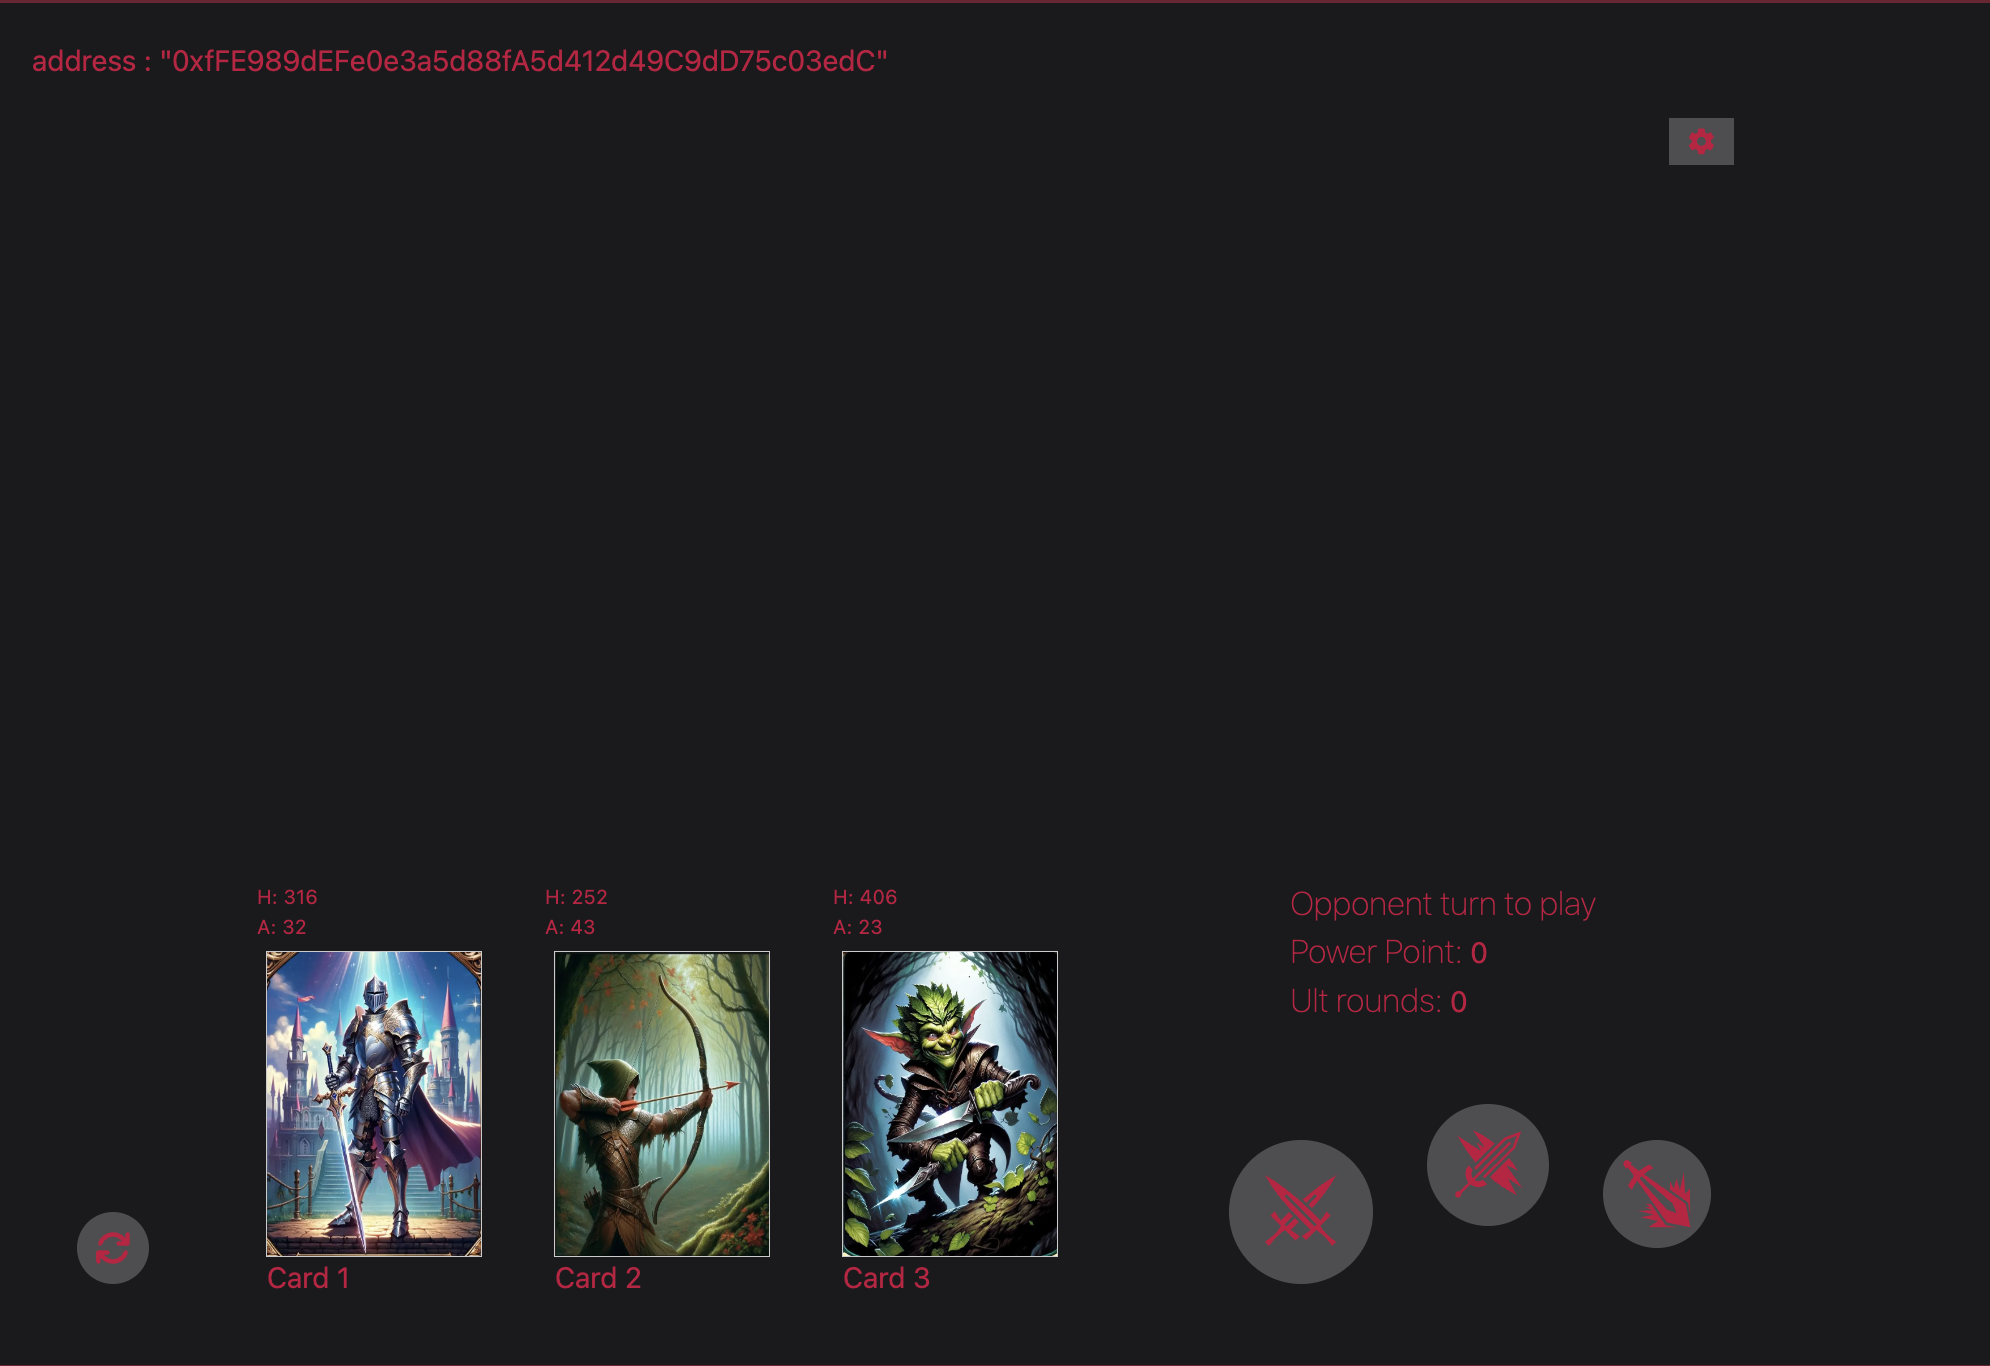 address : "0xfFE989dEFe0e3a5d88fA5d412d49C9dD75c03edC"
H: 316
A: 32
H: 252
A: 43
H: 406
A: 23
Card 1
Card 2
Card 3
Opponent turn to play
Power Point: 0
Ult rounds: 0